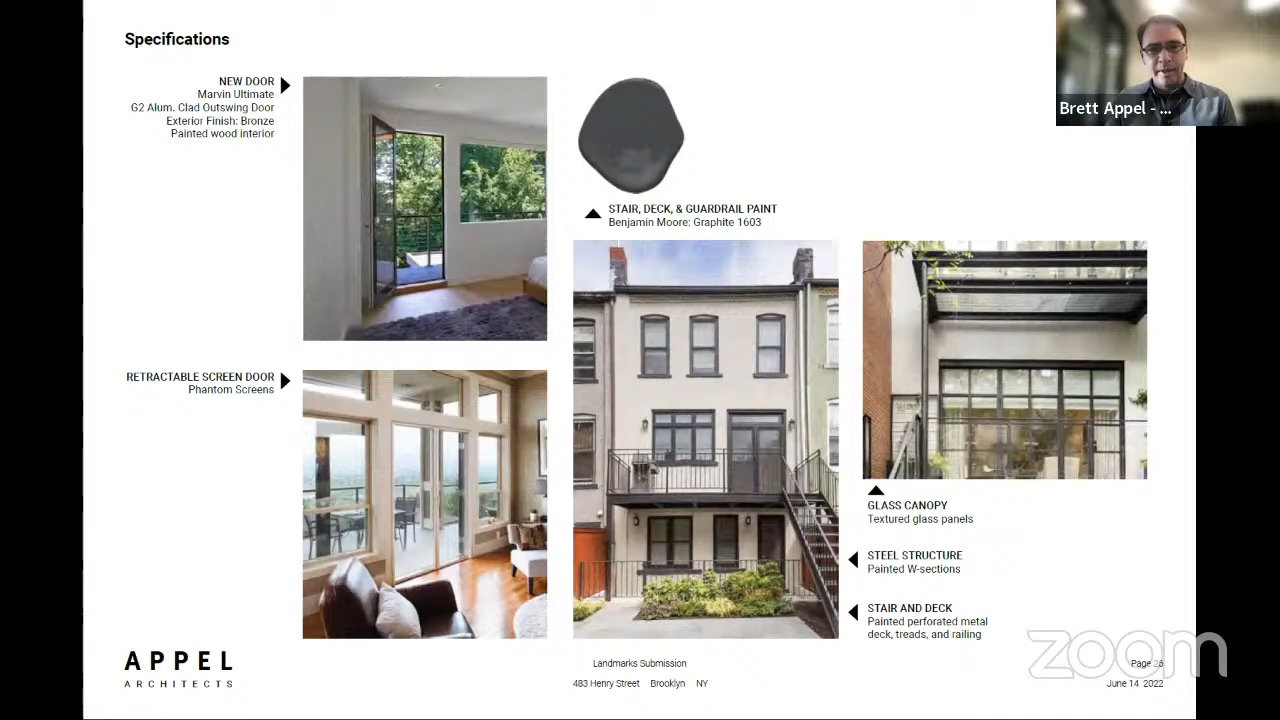 Specifications
NEW DOOR
Marvin Ultimate
G2 Alum. Clad Outswing Door
Exterior Finish: Bronze
Painted wood interior
Brett Appel - ...
STAIR, DECK, & GUARDRAIL PAINT
Benjamin Moore: Graphite 1603
RETRACTABLE SCREEN DOOR
Phantom Screens
GLASS CANOPY
Textured glass panels
STEEL STRUCTURE
Painted W-sections
STAIR AND DECK
Painted perforated metal
deck, treads, and railing
APPEL
ARCHITECTS
Landmarks Submission
483 Henry Street Brooklyn NY
Page 26
June 14 2022
zoom